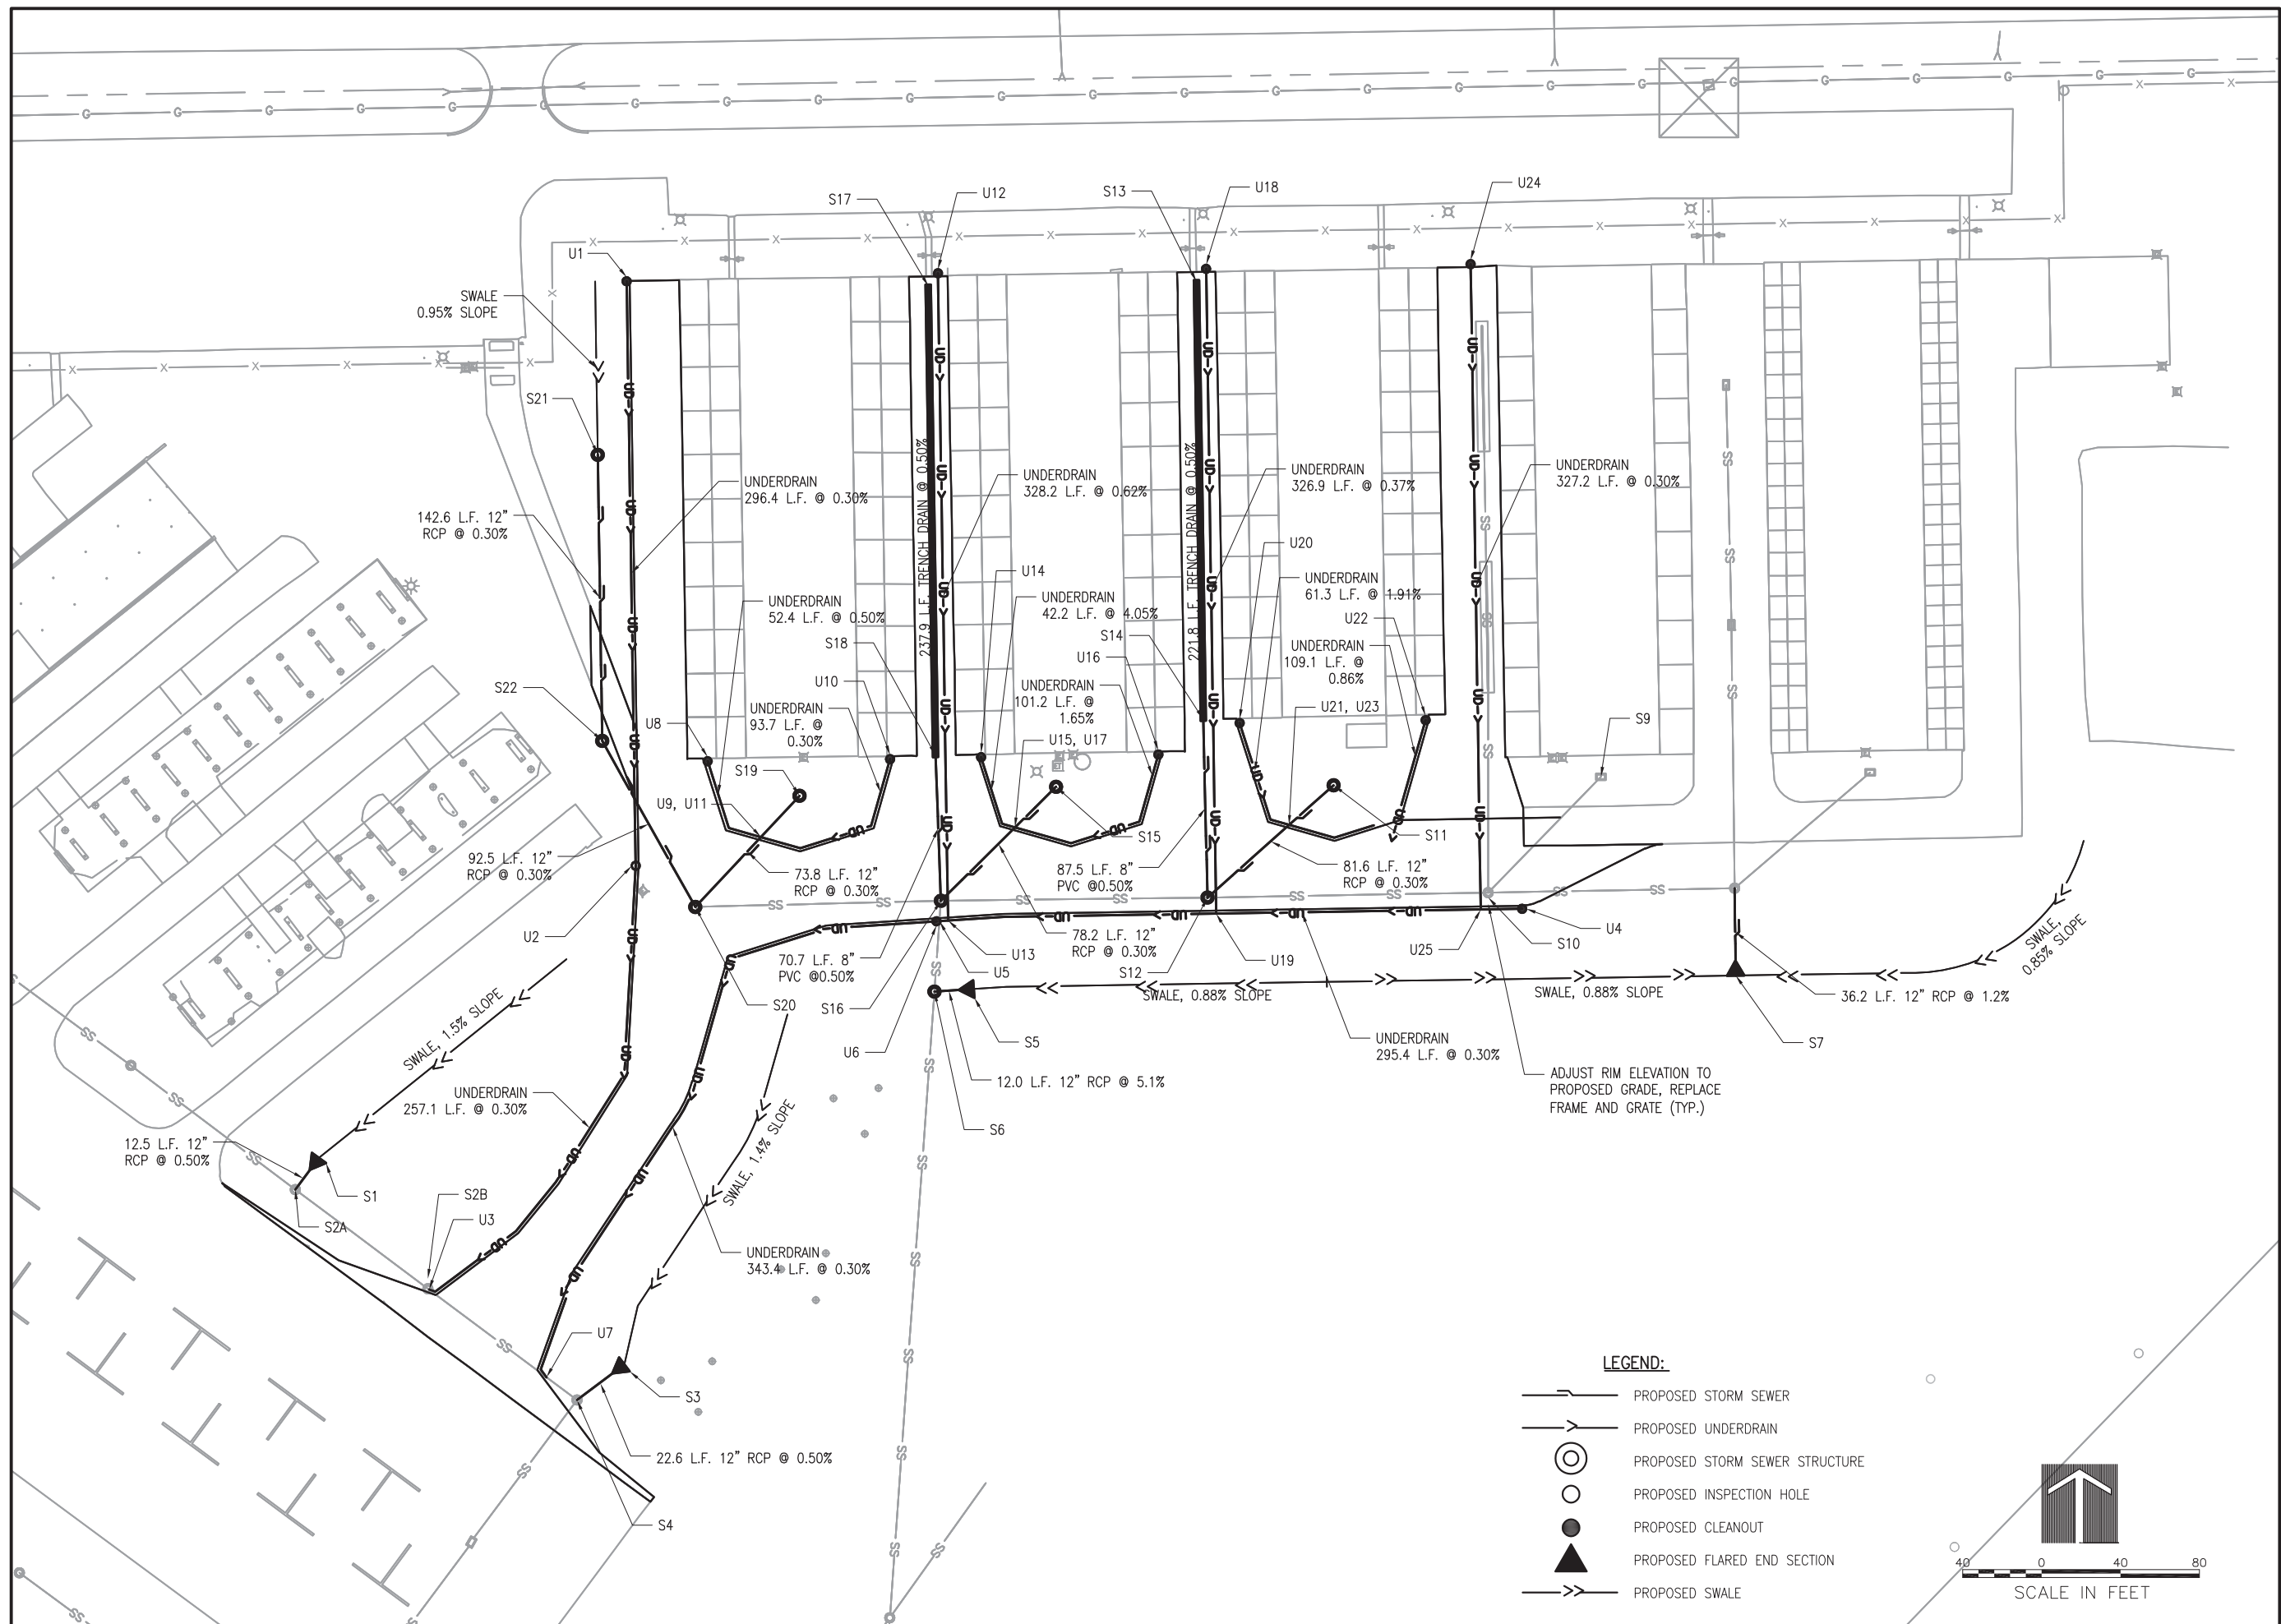 G G G G G G G G G G G G G G G G G G G G G G G G
S17
U12
S13
U18
U24
U1
X X X X X X X X X X X X X X X X X X
SWALE
0.95% SLOPE
S21
UNDERDRAIN
296.4 L.F. @ 0.30%
237.9 L.F. TRENCH DRAIN @ 0.50%
UNDERDRAIN
328.2 L.F. @ 0.62%
221.8 L.F. TRENCH DRAIN @ 0.50%
UNDERDRAIN
326.9 L.F. @ 0.37%
UNDERDRAIN
327.2 L.F. @ 0.30%
142.6 L.F. 12"
RCP @ 0.30%
U20
U14
UNDERDRAIN
52.4 L.F. @ 0.50%
UNDERDRAIN
42.2 L.F. @ 4.05%
UNDERDRAIN
61.3 L.F. @ 1.91%
U22
S18
S14
UNDERDRAIN
109.1 L.F. @
0.86%
U16
U10
UNDERDRAIN
101.2 L.F. @
1.65%
S22
U8
UNDERDRAIN
93.7 L.F. @
0.30%
U21, U23
S9
U15, U17
S19
U9, U11
S15
S11
92.5 L.F. 12"
RCP @ 0.30%
73.8 L.F. 12"
RCP @ 0.30%
87.5 L.F. 8"
PVC @0.50%
81.6 L.F. 12"
RCP @ 0.30%
U2
78.2 L.F. 12"
RCP @ 0.30%
U4
U25
S10
SWALE,
0.85% SLOPE
70.7 L.F. 8"
PVC @0.50%
U13
U5
S12
U19
SWALE, 0.88% SLOPE
SWALE, 0.88% SLOPE
36.2 L.F. 12" RCP @ 1.2%
S20
S16
U6
S5
UNDERDRAIN
295.4 L.F. @ 0.30%
S7
SWALE, 1.5% SLOPE
12.0 L.F. 12" RCP @ 5.1%
ADJUST RIM ELEVATION TO
PROPOSED GRADE, REPLACE
FRAME AND GRATE (TYP.)
UNDERDRAIN
257.1 L.F. @ 0.30%
S6
12.5 L.F. 12"
RCP @ 0.50%
SWALE, 1.4% SLOPE
S1
S2B
U3
S2A
UNDERDRAIN
343.4 L.F. @ 0.30%
U7
S3
22.6 L.F. 12" RCP @ 0.50%
S4
UD UD UD UD UD UD
SS SS SS SS SS SS
LEGEND:
PROPOSED STORM SEWER
PROPOSED UNDERDRAIN
PROPOSED STORM SEWER STRUCTURE
PROPOSED INSPECTION HOLE
PROPOSED CLEANOUT
PROPOSED FLARED END SECTION
PROPOSED SWALE
40 0 40 80
SCALE IN FEET